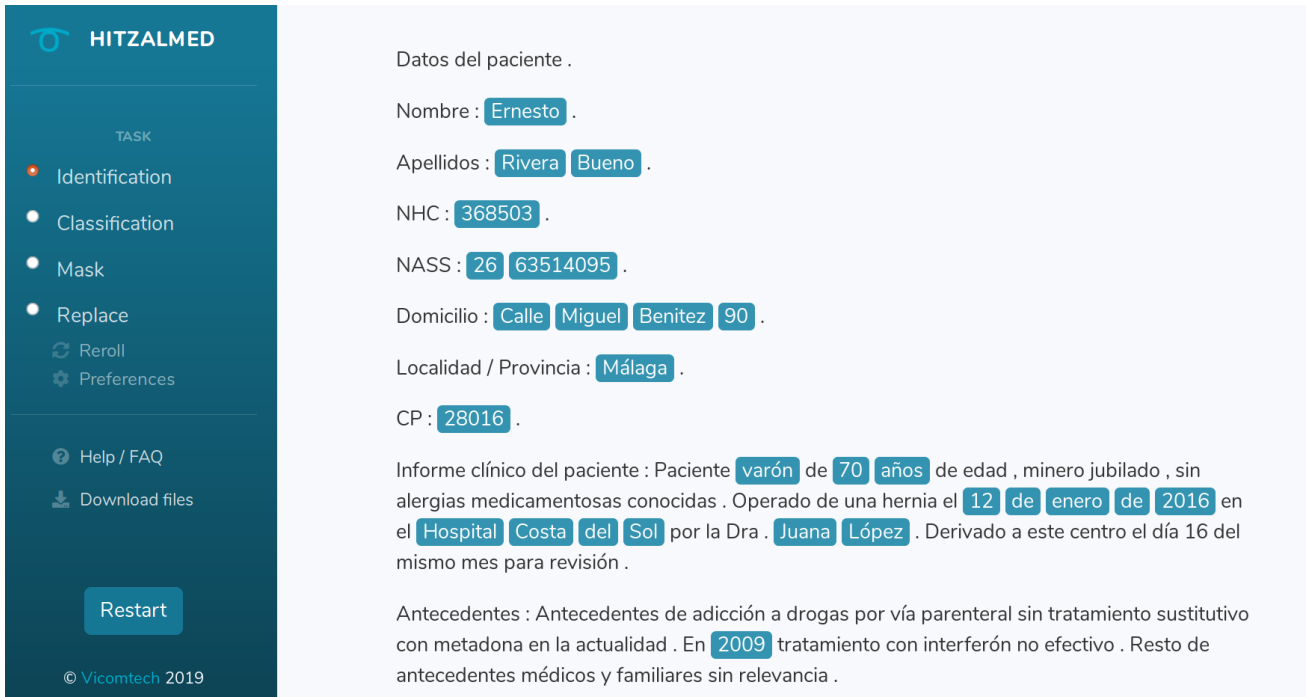 HITZALMED
TASK
Identification
Classification
Mask
Replace
Reroll
Preferences
Help / FAQ
Download files
Restart
© Vicomtech 2019
Datos del paciente .
Nombre : Ernesto .
Apellidos : Rivera Bueno .
NHC : 368503 .
NASS : 26 63514095 .
Domicilio : Calle Miguel Benitez 90 .
Localidad / Provincia : Málaga .
CP : 28016 .
Informe clínico del paciente : Paciente varón de 70 años de edad , minero jubilado , sin
alergias medicamentosas conocidas . Operado de una hernia el 12 de enero de 2016 en
el Hospital Costa del Sol por la Dra . Juana López . Derivado a este centro el día 16 del
mismo mes para revisión .
Antecedentes : Antecedentes de adicción a drogas por vía parenteral sin tratamiento sustitutivo
con metadona en la actualidad . En 2009 tratamiento con interferón no efectivo . Resto de
antecedentes médicos y familiares sin relevancia .